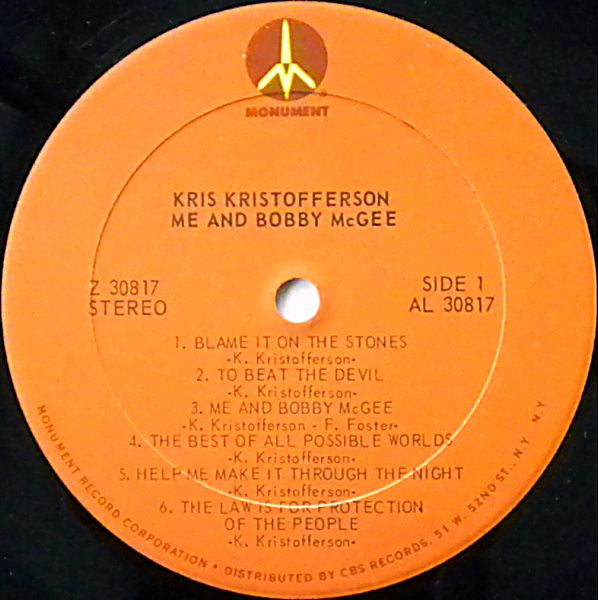 MONUMENT
KRIS KRISTOFFERSON
ME AND BOBBY McGEE
Z 30817
STEREO
SIDE 1
AL 30817
1. BLAME IT ON THE STONES
-K. Kristofferson-
2. TO BEAT THE DEVIL
-K. Kristofferson-
3. ME AND BOBBY McGEE
-K. Kristofferson - F. Foster-
4. THE BEST OF ALL POSSIBLE WORLDS
-K. Kristofferson-
5. HELP ME MAKE IT THROUGH THE NIGHT
-K. Kristofferson-
6. THE LAW IS FOR PROTECTION
OF THE PEOPLE
-K. Kristofferson-
MONUMENT RECORD CORPORATION • DISTRIBUTED BY CBS RECORDS, 51 W. 52ND ST., N.Y. N.Y